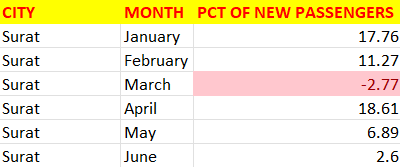 CITY MONTH PCT OF NEW PASSENGERS
Surat January 17.76
Surat February 11.27
Surat March -2.77
Surat April 18.61
Surat May 6.89
Surat June 2.6